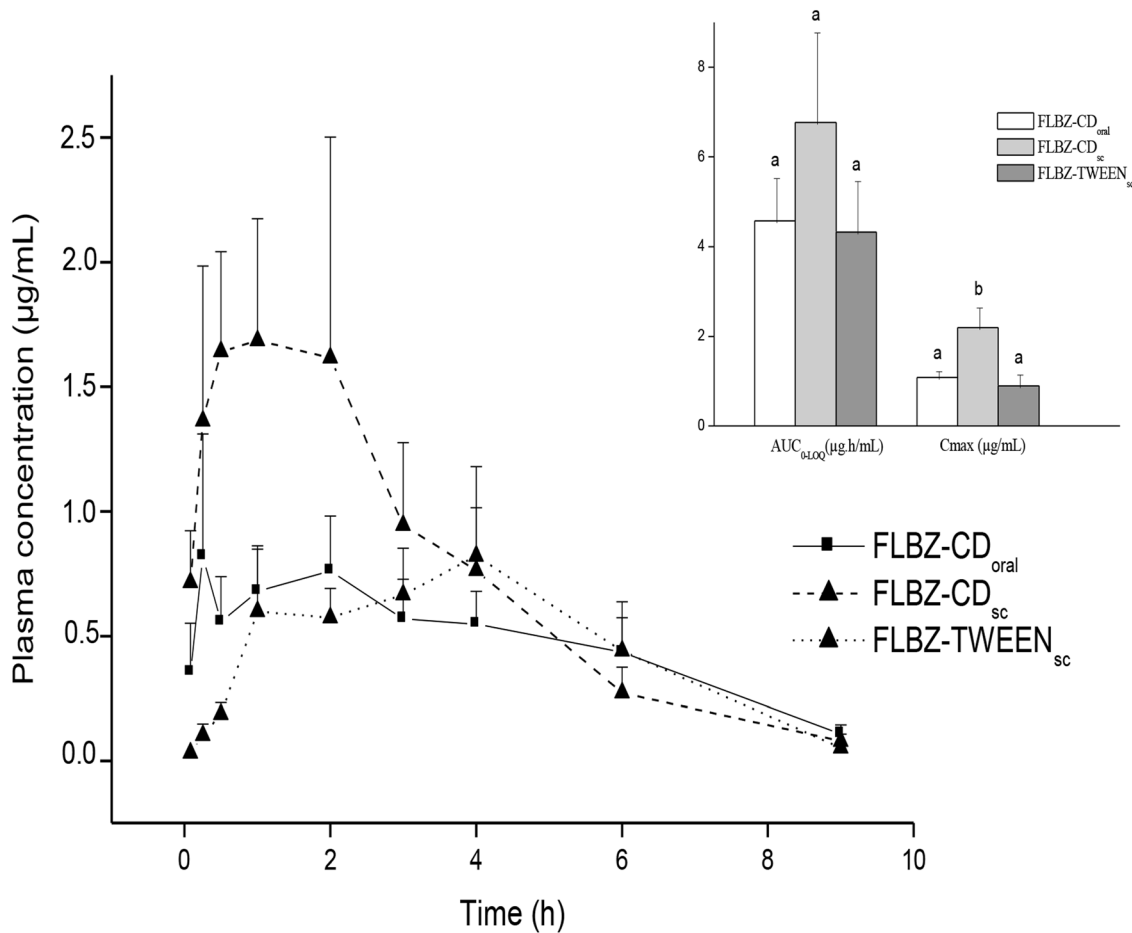 Plasma concentration (µg/mL)
2.5
2.0
1.5
1.0
0.5
0.0
0 2 4 6 8 10
Time (h)
FLBZ-CDoral
FLBZ-CDsc
FLBZ-TWEENsc
8
6
4
2
0
a a a
a b a
AUC0-LOQ(µg.h/mL) Cmax (µg/mL)
FLBZ-CDoral
FLBZ-CDsc
FLBZ-TWEENsc